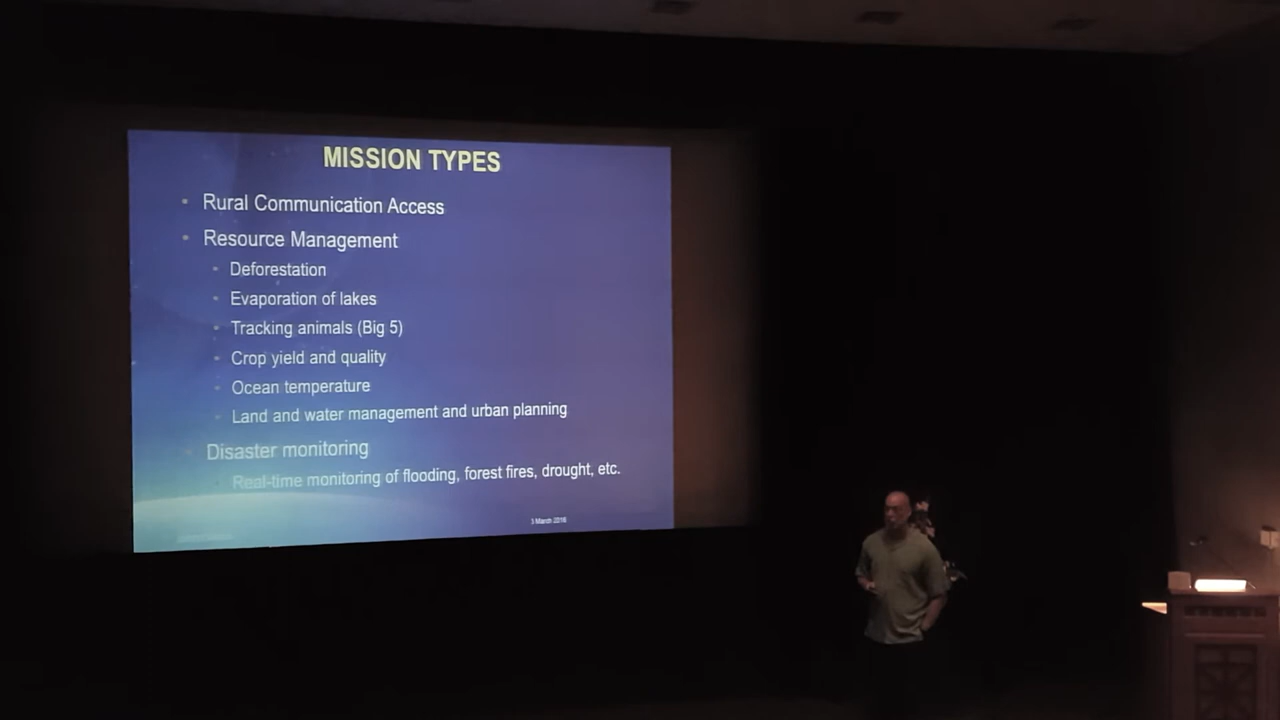 MISSION TYPES
• Rural Communication Access
• Resource Management
• Deforestation
• Evaporation of lakes
• Tracking animals (Big 5)
• Crop yield and quality
• Ocean temperature
• Land and water management and urban planning
• Disaster monitoring
• Real-time monitoring of flooding, forest fires, drought, etc.
3 March 2016